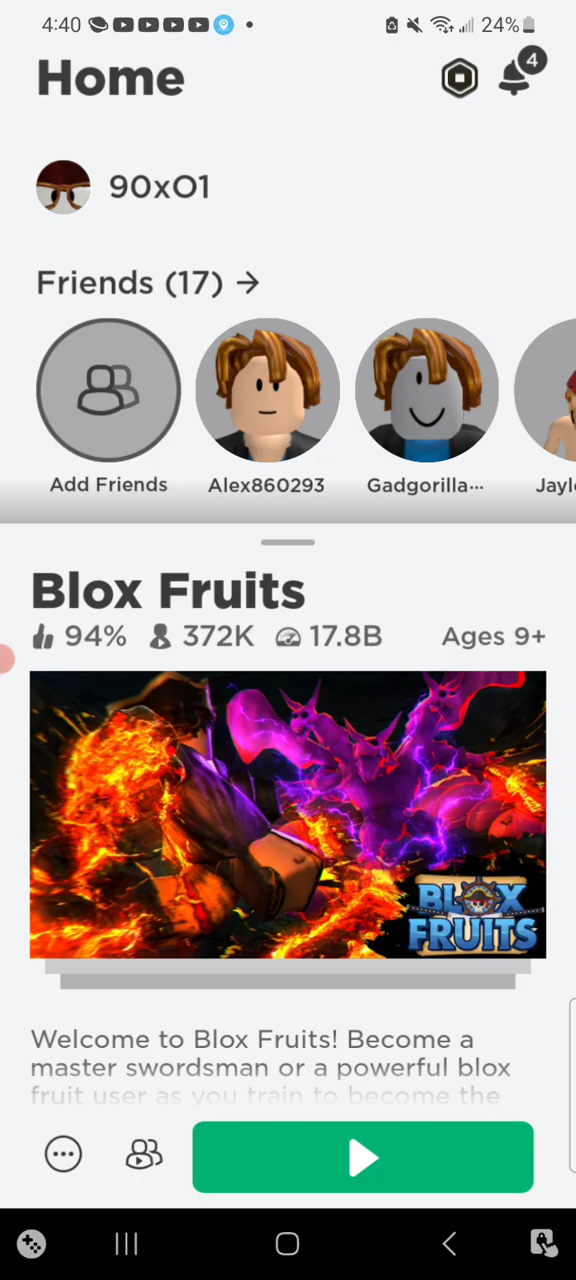 4:40
24%
Home
4
90xO1
Friends (17) →
Add Friends
Alex860293
Gadgorilla...
Jayl
Blox Fruits
94% 372K 17.8B Ages 9+
BLOX
FRUITS
Welcome to Blox Fruits! Become a
master swordsman or a powerful blox
fruit user as you train to become the